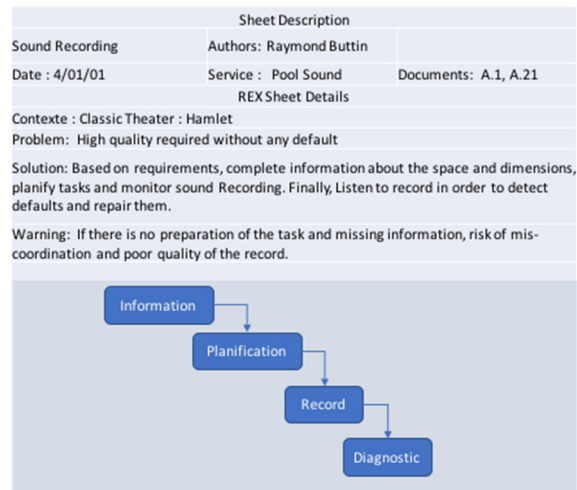 Sheet Description
Sound Recording Authors: Raymond Buttin
Date : 4/01/01 Service : Pool Sound Documents: A.1, A.21
REX Sheet Details
Contexte : Classic Theater : Hamlet
Problem: High quality required without any default
Solution: Based on requirements, complete information about the space and dimensions,
planify tasks and monitor sound Recording. Finally, Listen to record in order to detect
defaults and repair them.
Warning: If there is no preparation of the task and missing information, risk of mis-
coordination and poor quality of the record.
Information
Planification
Record
Diagnostic